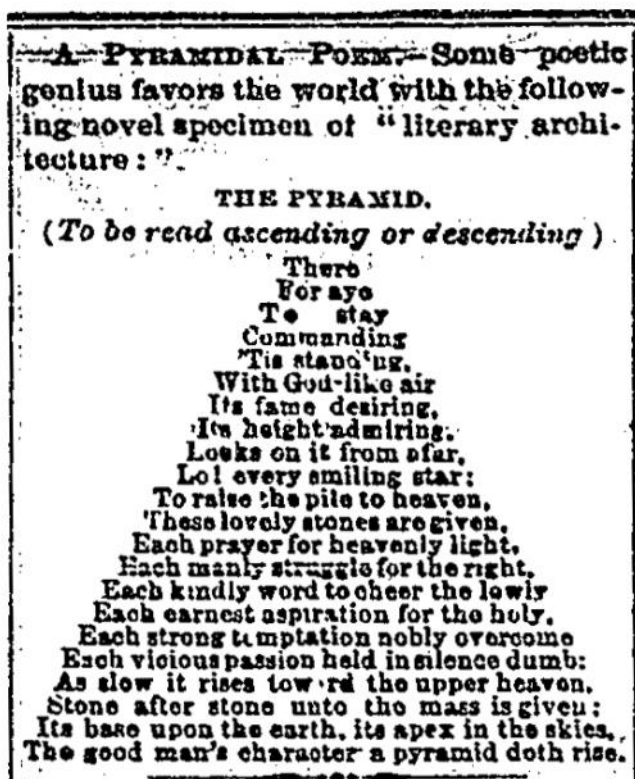 A PYRAMIDAL POEM.—Some poetic
genius favors the world with the follow-
ing novel specimen of "literary archi-
tecture:".
THE PYRAMID.
(To be read ascending or descending)
There
For aye
To stay
Commanding
'Tis standing,
With God-like air
Its fame desiring,
Its height admiring.
Looks on it from afar,
Lo! every smiling star:
To raise the pile to heaven,
These lovely stones are given,
Each prayer for heavenly light,
Each manly struggle for the right,
Each kindly word to cheer the lowly
Each earnest aspiration for the holy,
Each strong temptation nobly overcome
Each vicious passion held in silence dumb:
As slow it rises toward the upper heaven,
Stone after stone unto the mass is given;
Its base upon the earth, its apex in the skies,
The good man's character a pyramid doth rise.